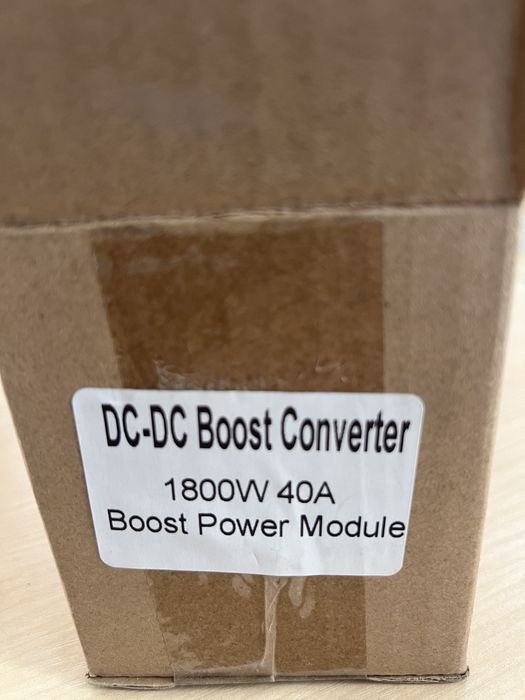 DC-DC Boost Converter
1800W 40A
Boost Power Module